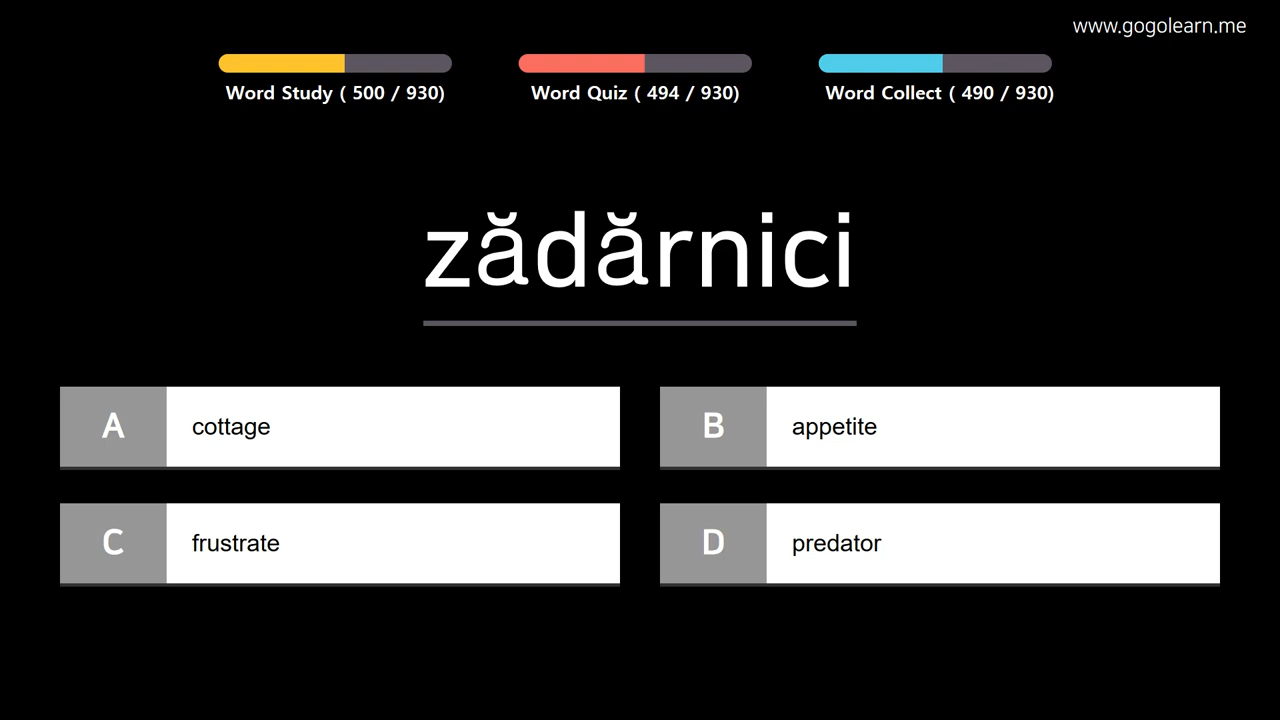 www.gogolearn.me
Word Study ( 500 / 930)
Word Quiz ( 494 / 930)
Word Collect ( 490 / 930)
zădărnici
A cottage
B appetite
C frustrate
D predator